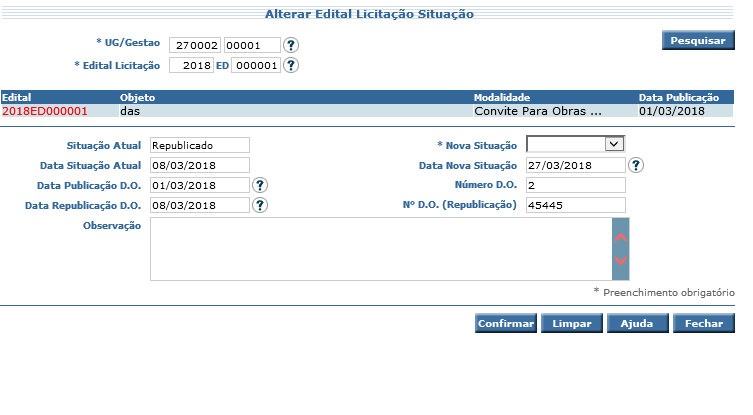 Alterar Edital Licitação Situação
* UG/Gestao 270002 00001 ?
Pesquisar
* Edital Licitação 2018 ED 000001 ?
Edital Objeto Modalidade Data Publicação
2018ED000001 das Convite Para Obras ... 01/03/2018
Situação Atual Republicado * Nova Situação
Data Situação Atual 08/03/2018 Data Nova Situação 27/03/2018 ?
Data Publicação D.O. 01/03/2018 ? Número D.O. 2
Data Republicação D.O. 08/03/2018 ? Nº D.O. (Republicação) 45445
Observação
* Preenchimento obrigatório
Confirmar Limpar Ajuda Fechar